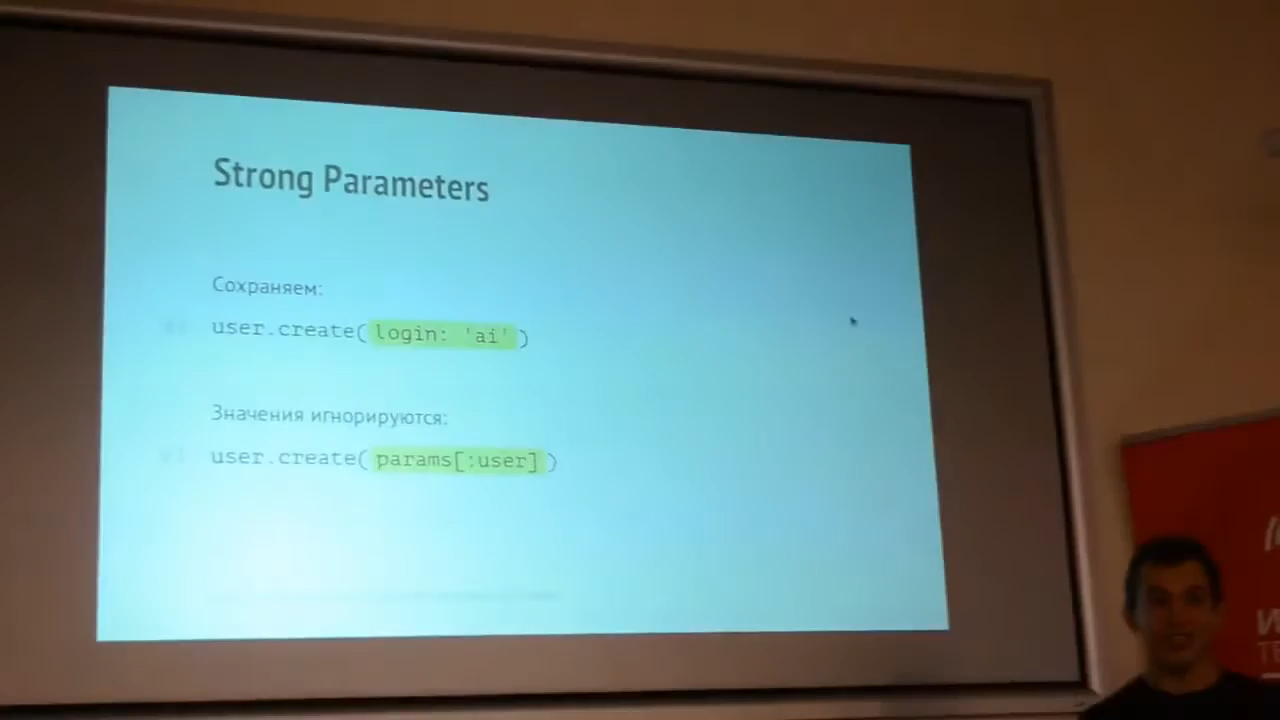 Strong Parameters
Сохраняем:
user.create(login: 'ai')
Значения игнорируются:
user.create(params[:user])